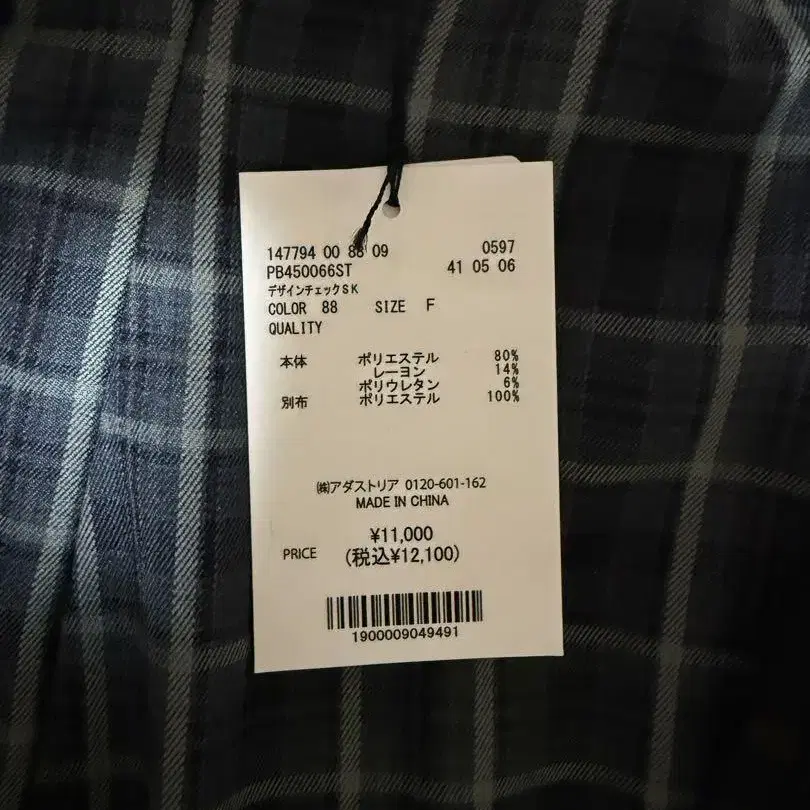 147794 00 88 09 0597
PB450066ST 41 05 06
デザインチェックSK
COLOR 88 SIZE F
QUALITY
本体 ポリエステル 80%
レーヨン 14%
ポリウレタン 6%
別布 ポリエステル 100%
㈱アダストリア 0120-601-162
MADE IN CHINA
¥11,000
PRICE (税込¥12,100)
1900009049491